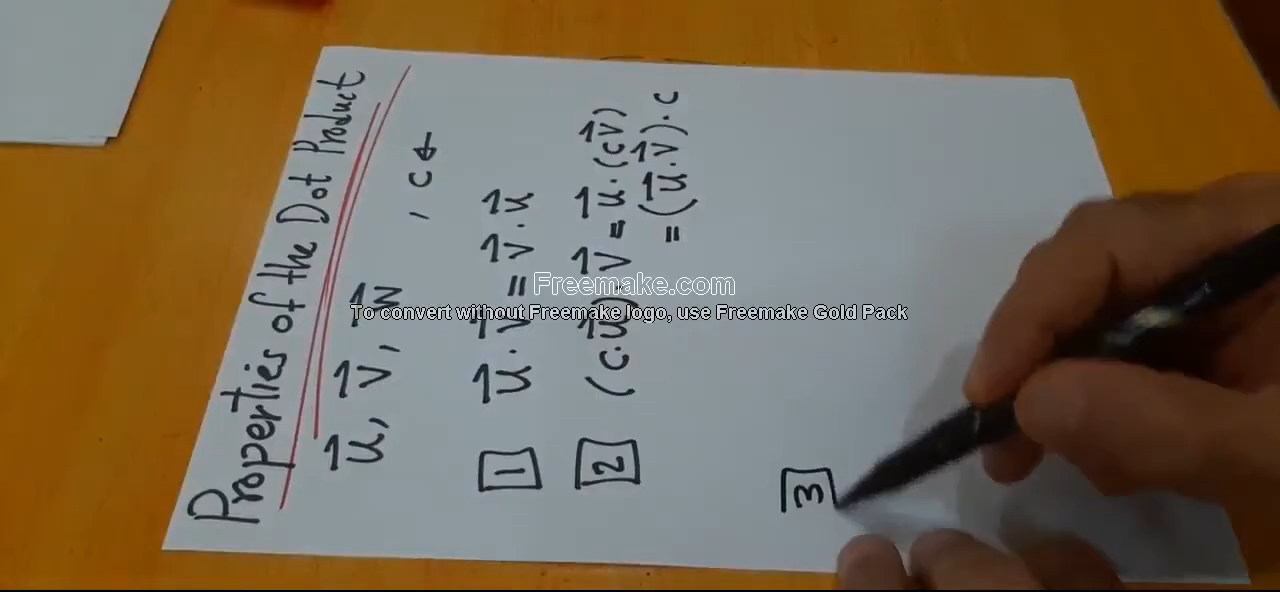 Properties of the Dot Product
u⃗, v⃗, w⃗ , c ←
1 u⃗ · v⃗ = v⃗ · u⃗
2 (c·u⃗) v⃗ = u⃗ · (cv⃗)
= (u⃗ · v⃗) · c
3
Freemake.com
To convert without Freemake logo, use Freemake Gold Pack